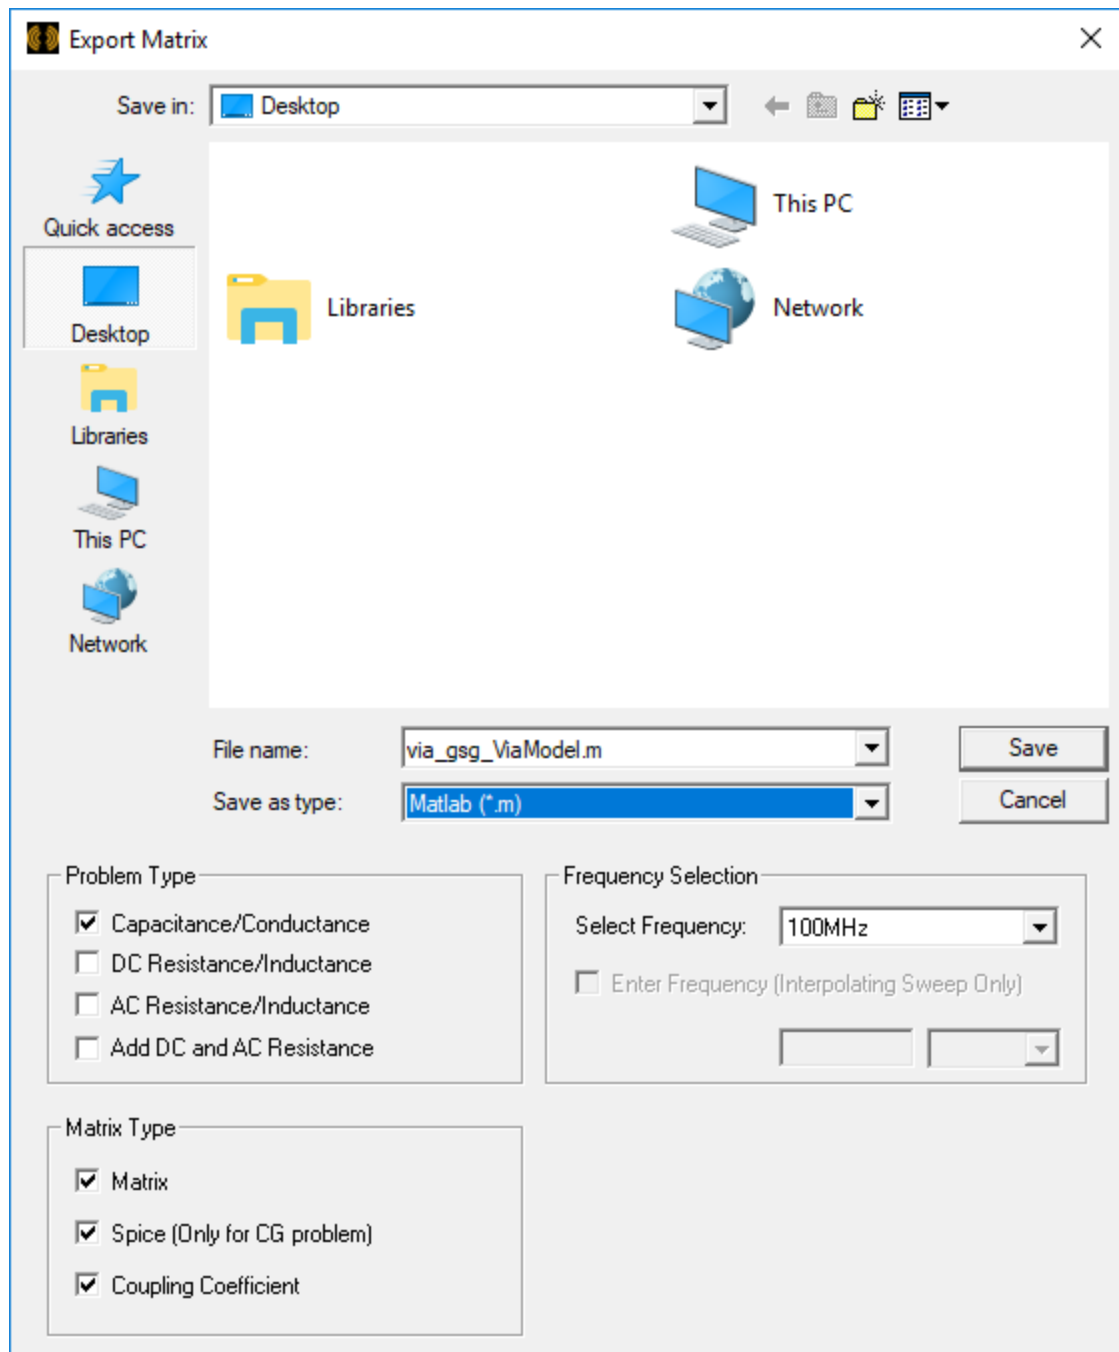 Export Matrix
Save in: Desktop
Quick access
Desktop
Libraries
This PC
Network
This PC
Libraries
Network
File name: via_gsg_ViaModel.m Save
Save as type: Matlab (*.m) Cancel
Problem Type
Capacitance/Conductance
DC Resistance/Inductance
AC Resistance/Inductance
Add DC and AC Resistance
Frequency Selection
Select Frequency: 100MHz
Enter Frequency (Interpolating Sweep Only)
Matrix Type
Matrix
Spice (Only for CG problem)
Coupling Coefficient